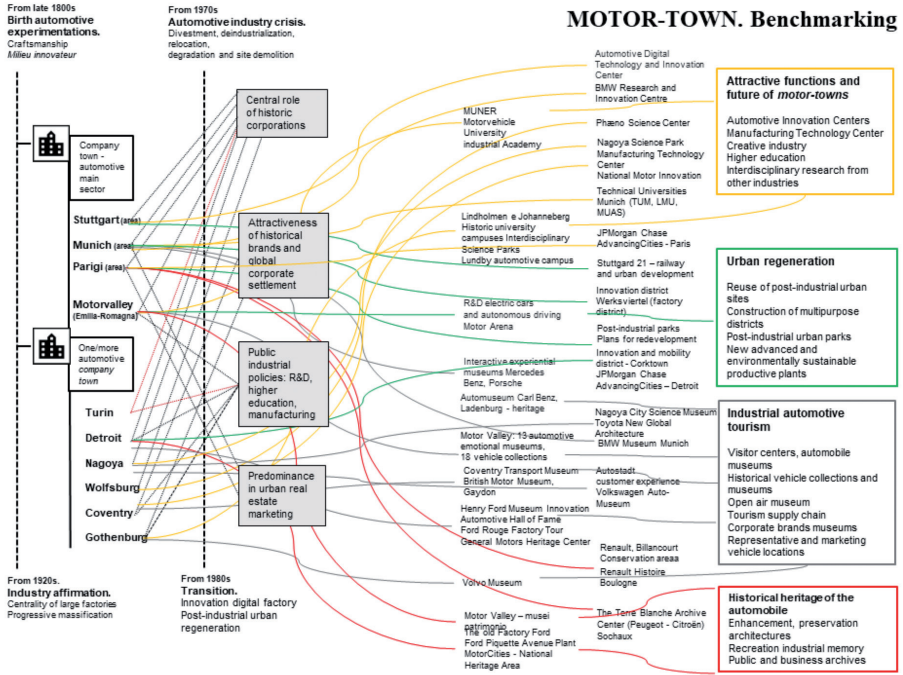 MOTOR-TOWN. Benchmarking
From late 1800s
Birth automotive
experimentations.
Craftsmanship
Milieu innovateur
From 1970s
Automotive industry crisis.
Divestment, deindustrialization,
relocation,
degradation and site demolition
Company
town -
automotive
main
sector
Stuttgart (area)
Munich (area)
Parigi (area)
Motorvalley
(Emilia-Romagna)
One/more
automotive
company
town
Turin
Detroit
Nagoya
Wolfsburg
Coventry
Gothenburg
From 1920s.
Industry affirmation.
Centrality of large factories
Progressive massification
From 1980s
Transition.
Innovation digital factory
Post-industrial urban
regeneration
Central role
of historic
corporations
Attractiveness
of historical
brands and
global
corporate
settlement
Public
industrial
policies: R&D,
higher
education,
manufacturing
Predominance
in urban real
estate
marketing
MUNER
Motorvehicle
University
industrial Academy
Lindholmen e Johanneberg
Historic university
campuses Interdisciplinary
Science Parks
Lundby automotive campus
R&D electric cars
and autonomous driving
Motor Arena
Interactive experiential
museums Mercedes
Benz, Porsche
Automuseum Carl Benz,
Ladenburg - heritage
Motor Valley: 13 automotive
emotional museums,
18 vehicle collections
Coventry Transport Museum
British Motor Museum,
Gaydon
Henry Ford Museum Innovation
Automotive Hall of Fame
Ford Rouge Factory Tour
General Motors Heritage Center
Volvo Museum
Motor Valley – musei
patrimonio
The old Factory Ford
Ford Piquette Avenue Plant
MotorCities - National
Heritage Area
Automotive Digital
Technology and Innovation
Center
BMW Research and
Innovation Centre
Phæno Science Center
Nagoya Science Park
Manufacturing Technology
Center
National Motor Innovation
Technical Universities
Munich (TUM, LMU,
MUAS)
JPMorgan Chase
AdvancingCities - Paris
Stuttgard 21 – railway
and urban development
Innovation district
Werksviertel (factory
district)
Post-industrial parks
Plans for redevelopment
Innovation and mobility
district - Corktown
JPMorgan Chase
AdvancingCities – Detroit
Nagoya City Science Museum
Toyota New Global
Architecture
BMW Museum Munich
Autostadt
customer experience
Volkswagen Auto-
Museum
Renault, Billancourt
Conservation areaa
Renault Histoire
Boulogne
The Terre Blanche Archive
Center (Peugeot - Citroën)
Sochaux
Attractive functions and
future of motor-towns
Automotive Innovation Centers
Manufacturing Technology Center
Creative industry
Higher education
Interdisciplinary research from
other industries
Urban regeneration
Reuse of post-industrial urban
sites
Construction of multipurpose
districts
Post-industrial urban parks
New advanced and
environmentally sustainable
productive plants
Industrial automotive
tourism
Visitor centers, automobile
museums
Historical vehicle collections and
museums
Open air museum
Tourism supply chain
Corporate brands museums
Representative and marketing
vehicle locations
Historical heritage of the
automobile
Enhancement, preservation
architectures
Recreation industrial memory
Public and business archives